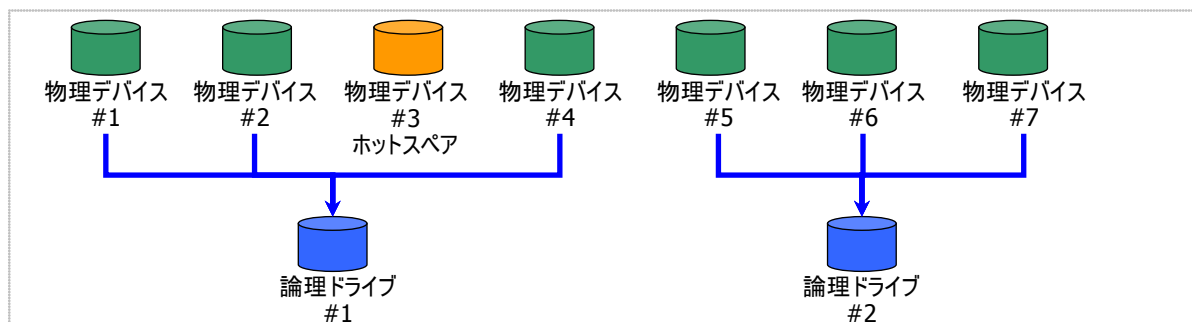 物理デバイス
#1
物理デバイス
#2
物理デバイス
#3
ホットスペア
物理デバイス
#4
物理デバイス
#5
物理デバイス
#6
物理デバイス
#7
論理ドライブ
#1
論理ドライブ
#2